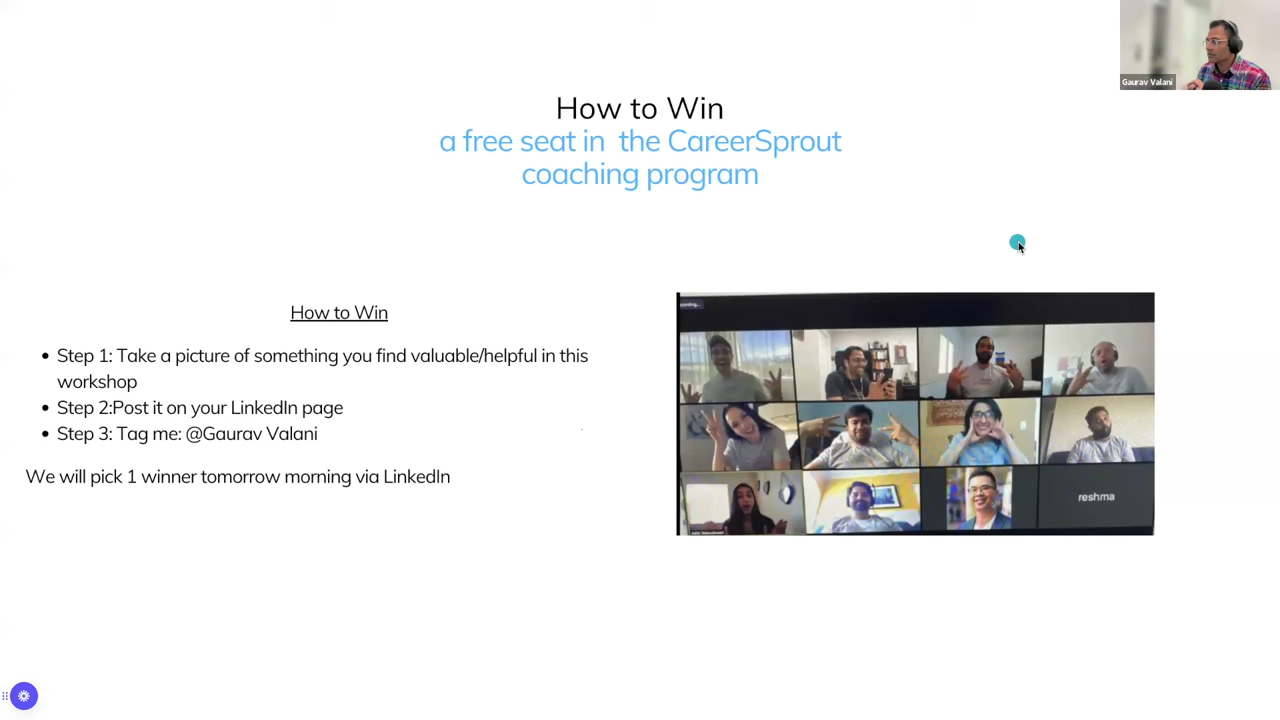 Gaurav Valani
How to Win
a free seat in the CareerSprout
coaching program
How to Win
• Step 1: Take a picture of something you find valuable/helpful in this
workshop
• Step 2:Post it on your LinkedIn page
• Step 3: Tag me: @Gaurav Valani
We will pick 1 winner tomorrow morning via LinkedIn
reshma